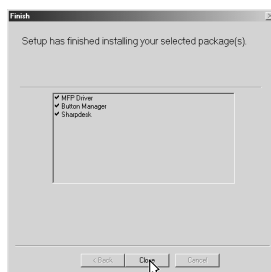 Finish
Setup has finished installing your selected package(s).
MFP Driver
Button Manager
Sharpdesk
< Back
Close
Cancel